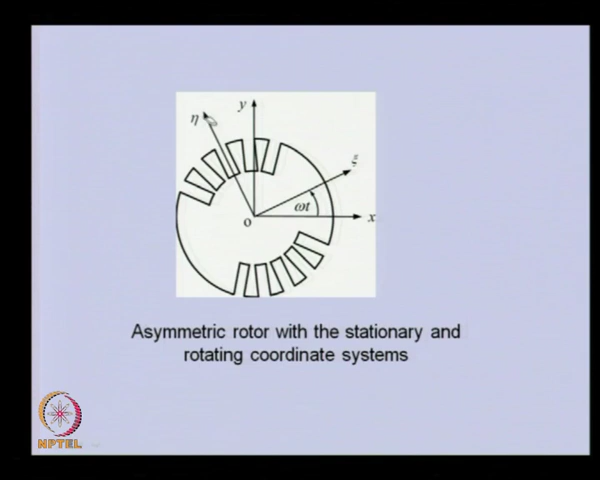 η
y
ξ
ωt
o
x
Asymmetric rotor with the stationary and
rotating coordinate systems
NPTEL